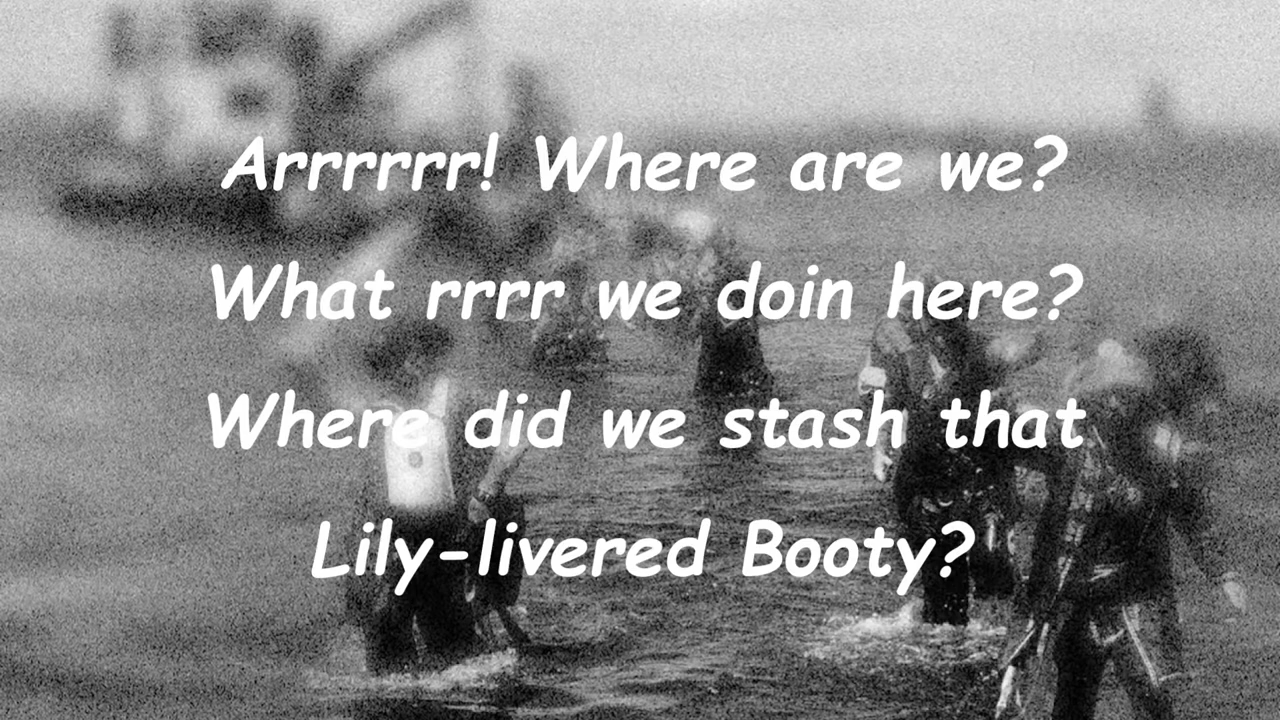 Arrrrrr! Where are we?
What rrrr we doin here?
Where did we stash that
Lily-livered Booty?